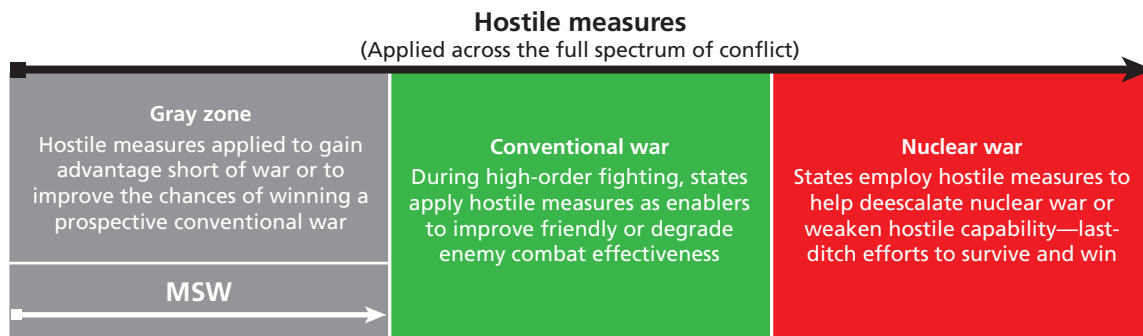 Hostile measures
(Applied across the full spectrum of conflict)
Gray zone
Hostile measures applied to gain
advantage short of war or to
improve the chances of winning a
prospective conventional war
MSW
Conventional war
During high-order fighting, states
apply hostile measures as enablers
to improve friendly or degrade
enemy combat effectiveness
Nuclear war
States employ hostile measures to
help deescalate nuclear war or
weaken hostile capability—last-
ditch efforts to survive and win